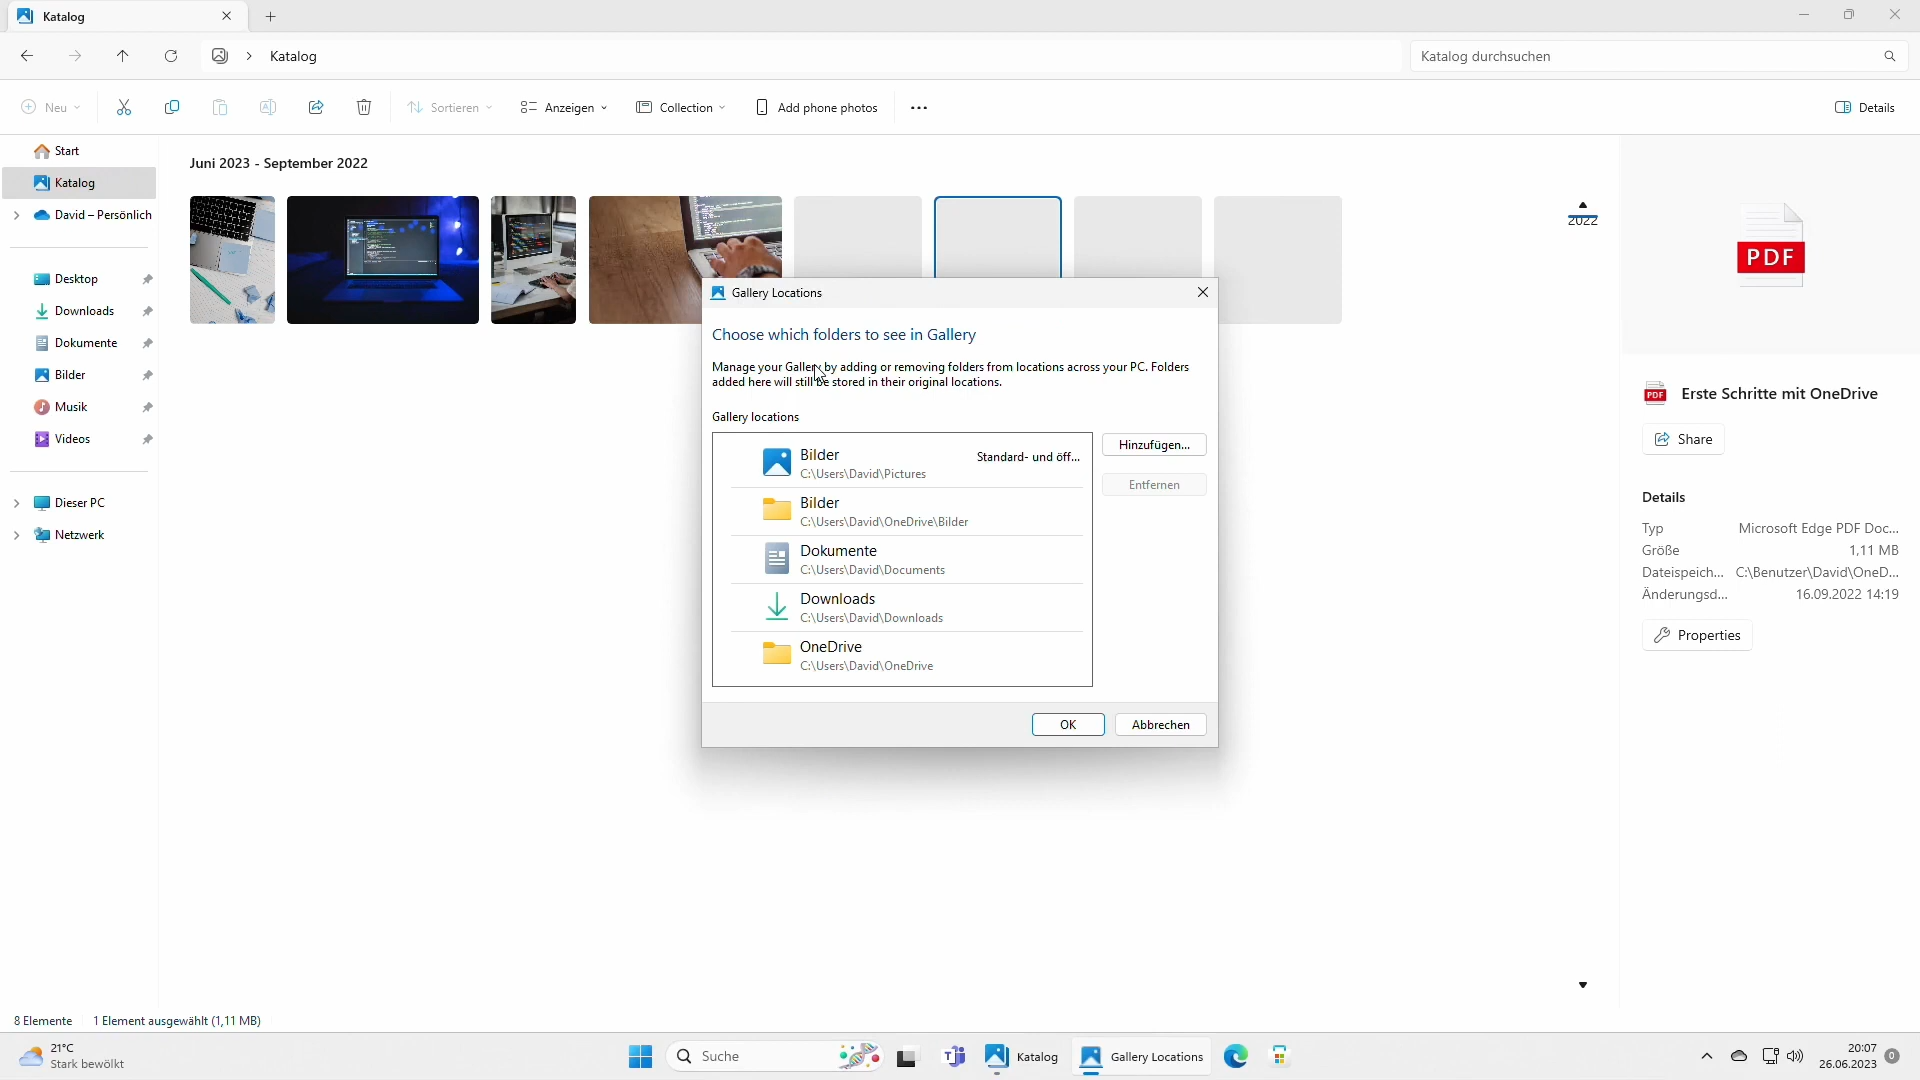 Katalog
Katalog
Katalog durchsuchen
Neu
Sortieren
Anzeigen
Collection
Add phone photos
Details
Start
Katalog
David – Persönlich
Desktop
Downloads
Dokumente
Bilder
Musik
Videos
Dieser PC
Netzwerk
Juni 2023 - September 2022
2022
Gallery Locations
Choose which folders to see in Gallery
Manage your Gallery by adding or removing folders from locations across your PC. Folders
added here will still be stored in their original locations.
Gallery locations
Bilder
Standard- und öff...
C:\Users\David\Pictures
Bilder
C:\Users\David\OneDrive\Bilder
Dokumente
C:\Users\David\Documents
Downloads
C:\Users\David\Downloads
OneDrive
C:\Users\David\OneDrive
Hinzufügen...
Entfernen
OK
Abbrechen
PDF
PDF
Erste Schritte mit OneDrive
Share
Details
Typ Microsoft Edge PDF Doc...
Größe 1,11 MB
Dateispeich... C:\Benutzer\David\OneD...
Änderungsd... 16.09.2022 14:19
Properties
8 Elemente 1 Element ausgewählt (1,11 MB)
21°C
Stark bewölkt
Suche
Katalog
Gallery Locations
20:07
26.06.2023
0